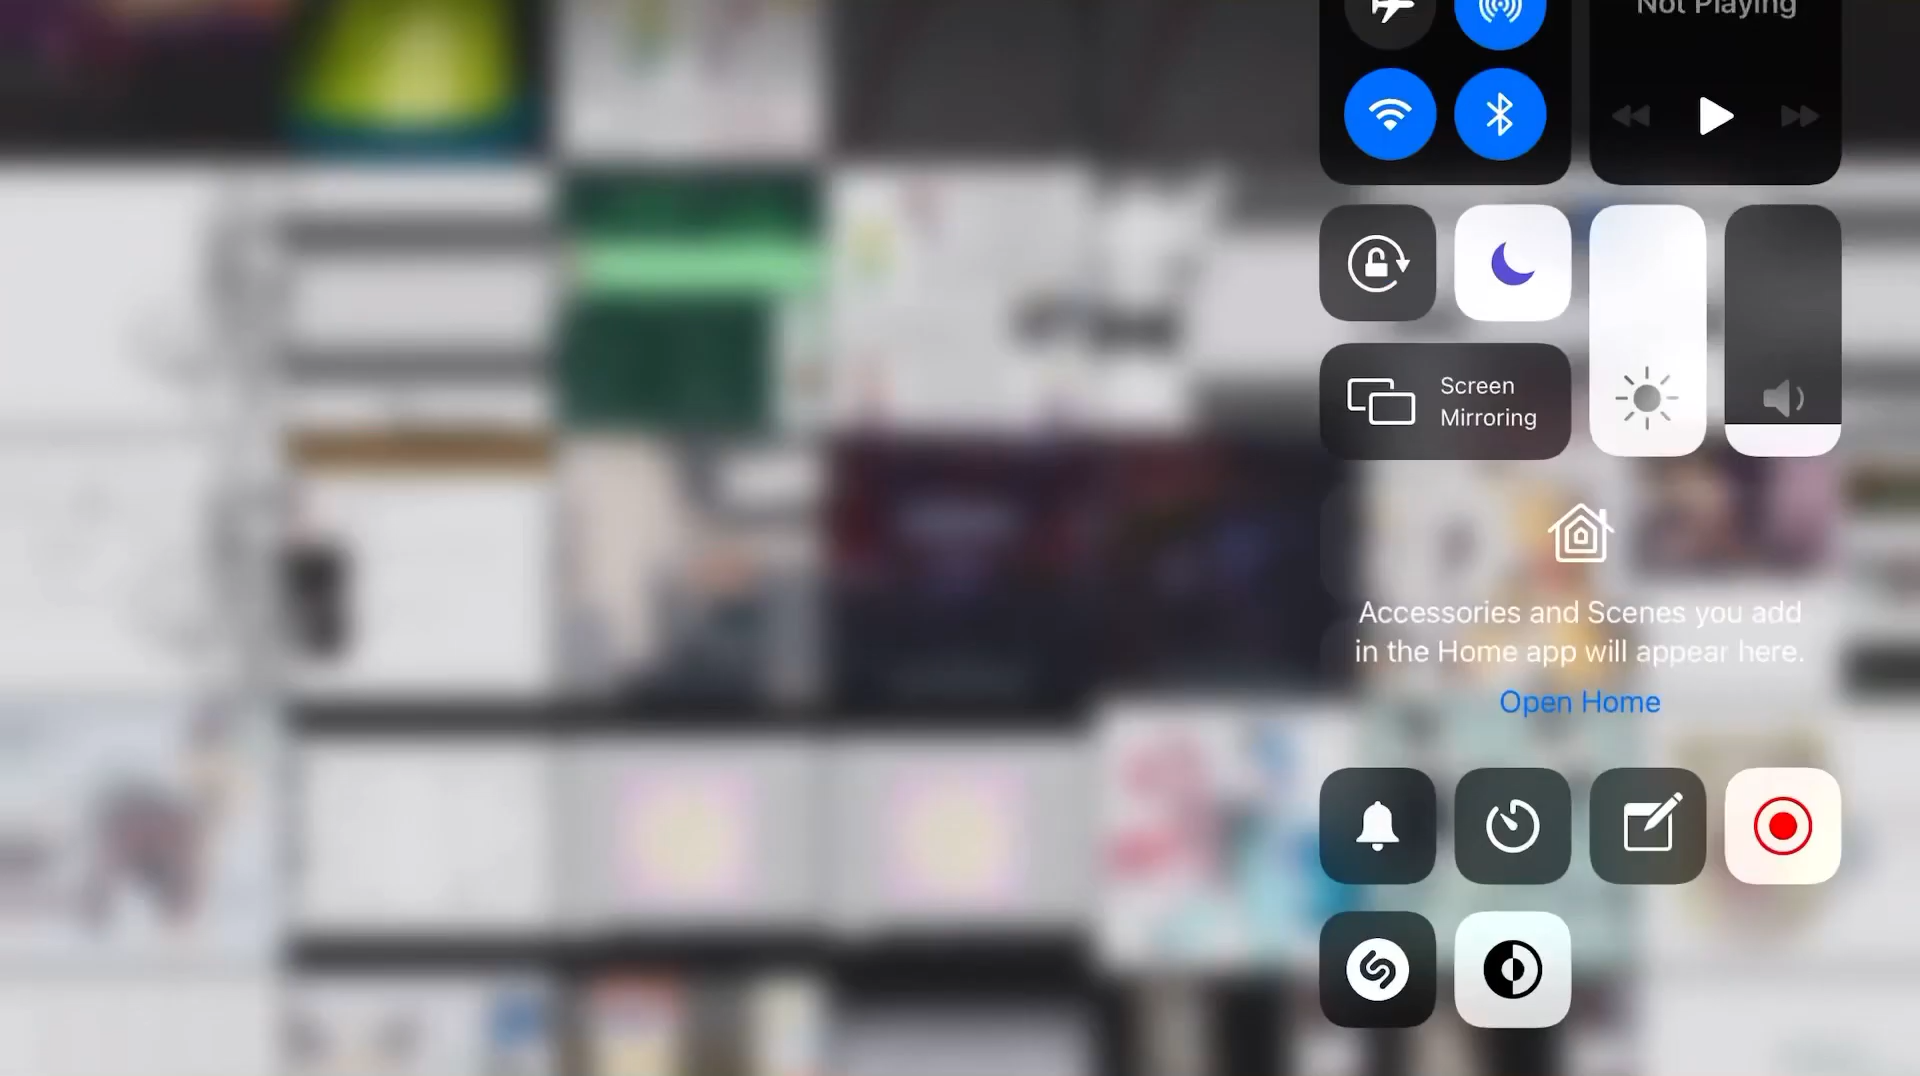 Not Playing
Screen
Mirroring
Accessories and Scenes you add
in the Home app will appear here.
Open Home